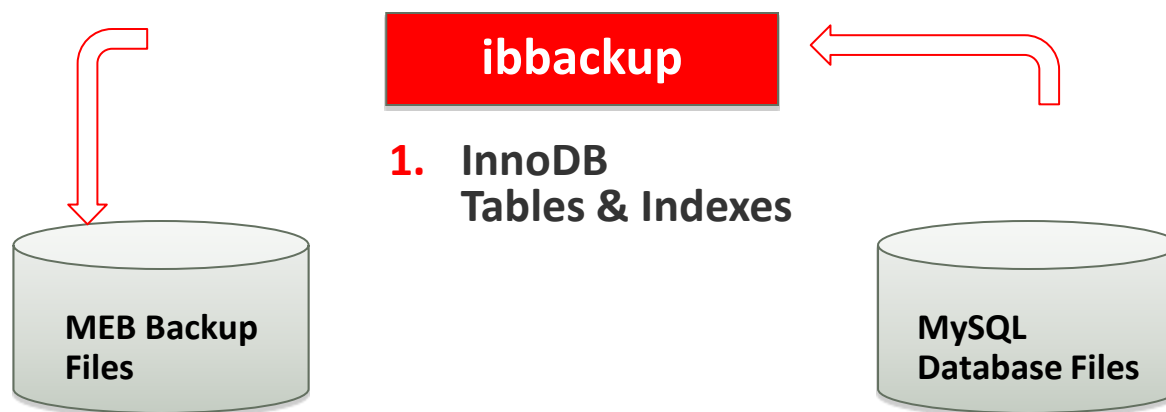 ibbackup
1. InnoDB
Tables & Indexes
MEB Backup
Files
MySQL
Database Files